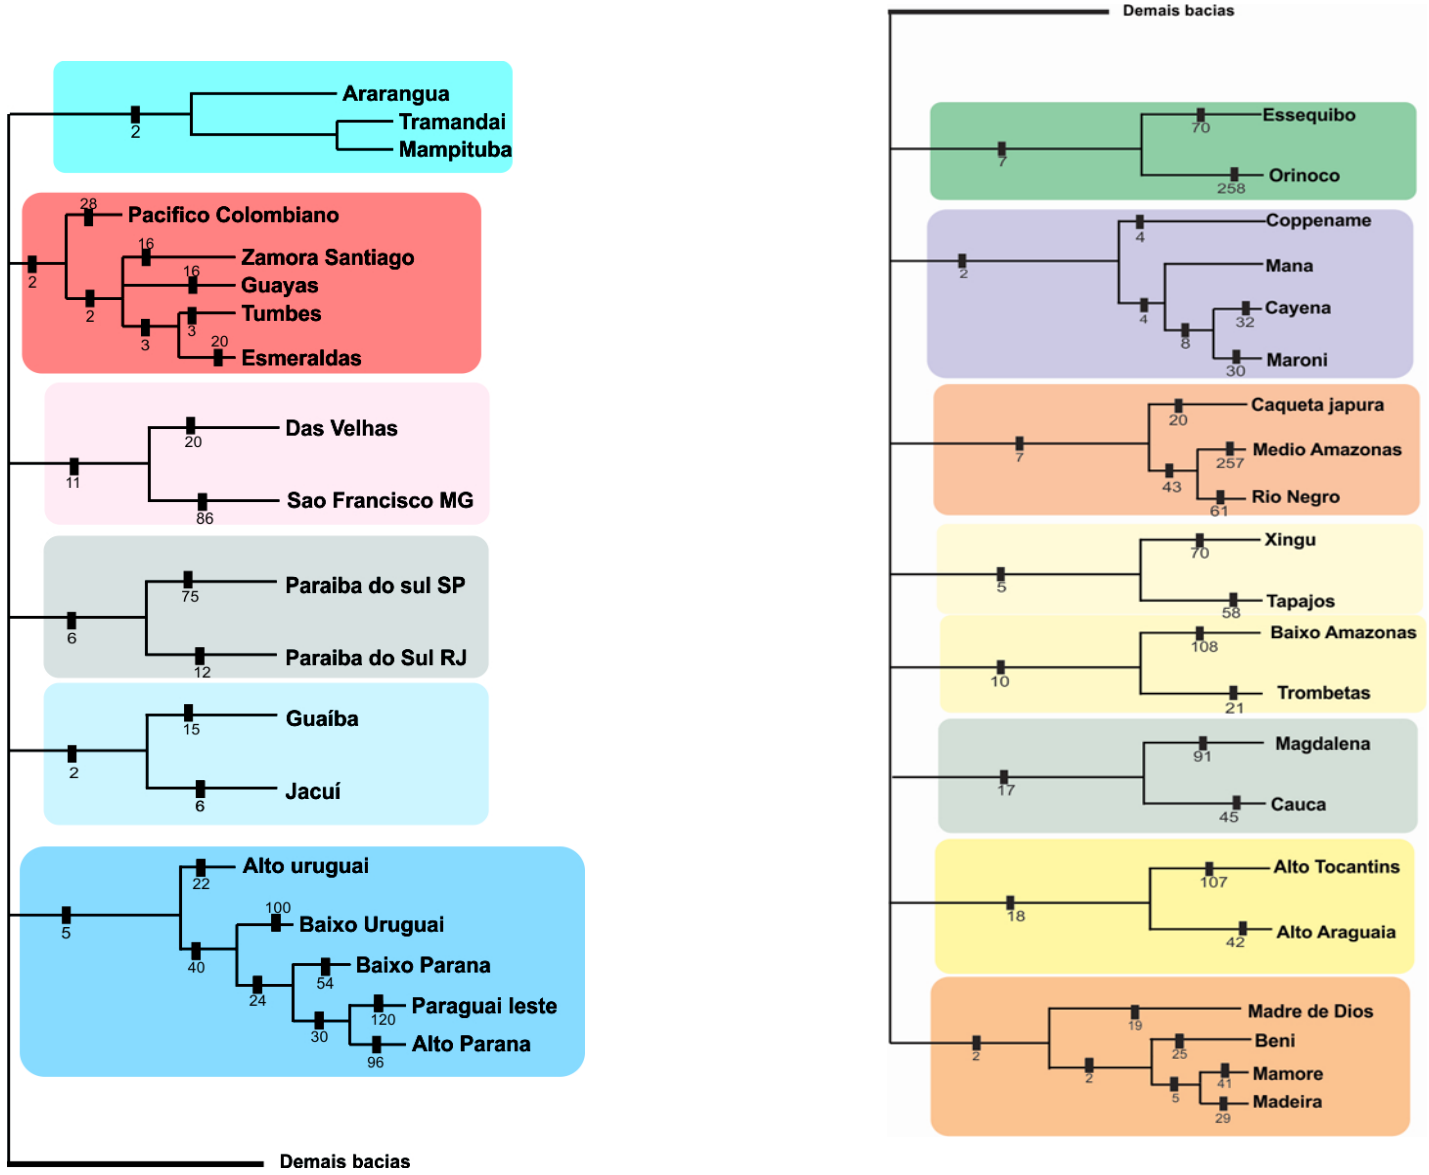 Ararangua
2
Tramandai
Mampituba
28
Pacifico Colombiano
16
Zamora Santiago
2
16
Guayas
2
Tumbes
3
3
20
Esmeraldas
Das Velhas
20
11
Sao Francisco MG
86
Paraiba do sul SP
75
6
Paraiba do Sul RJ
12
Guaíba
15
2
Jacuí
6
Alto uruguai
22
100
Baixo Uruguai
5
40
Baixo Parana
54
24
Paraguai leste
120
30
Alto Parana
96
Demais bacias
Demais bacias
Essequibo
70
7
Orinoco
258
Coppename
4
2
Mana
4
Cayena
32
8
Maroni
30
Caqueta japura
20
7
Medio Amazonas
257
43
Rio Negro
61
Xingu
70
5
Tapajos
58
Baixo Amazonas
108
10
Trombetas
21
Magdalena
91
17
Cauca
45
Alto Tocantins
107
18
Alto Araguaia
42
Madre de Dios
19
2
Beni
25
2
Mamore
41
5
Madeira
29